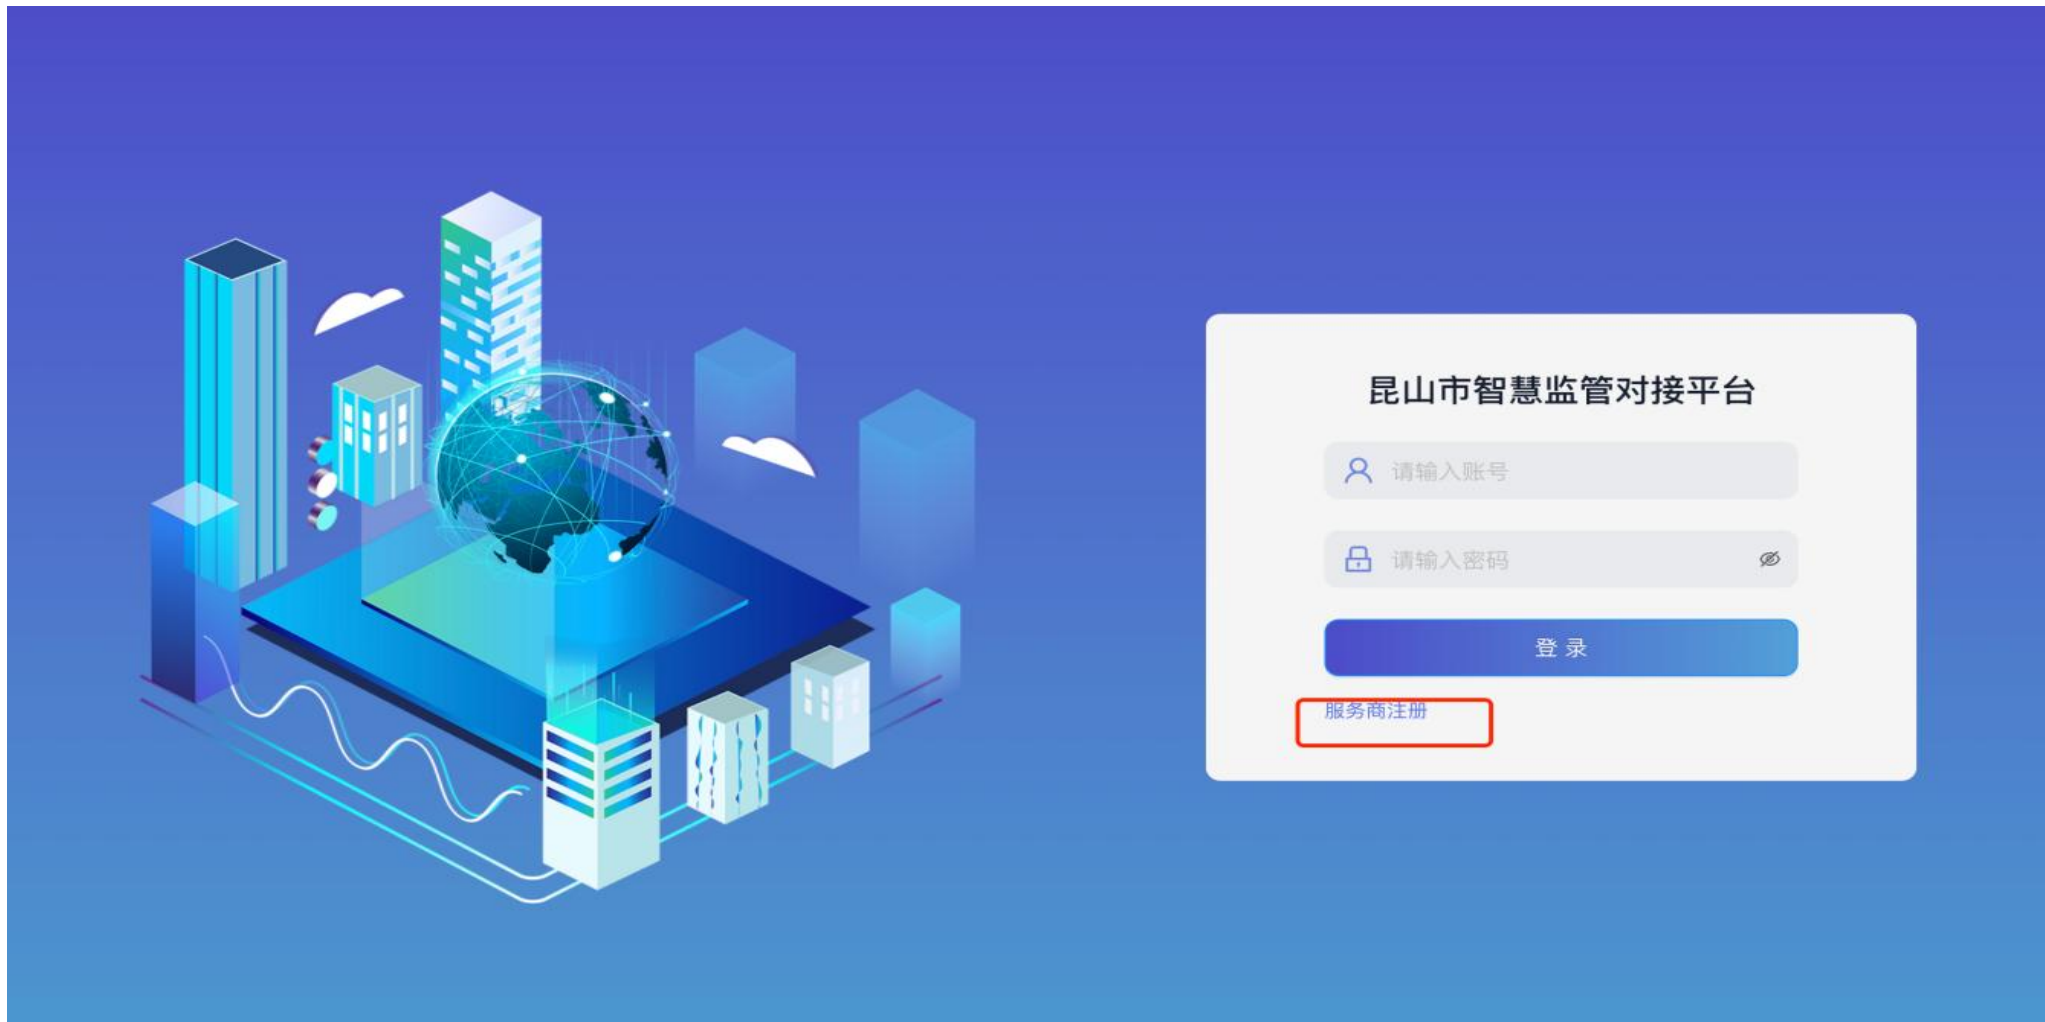 昆山市智慧监管对接平台
请输入账号
请输入密码
登录
服务商注册